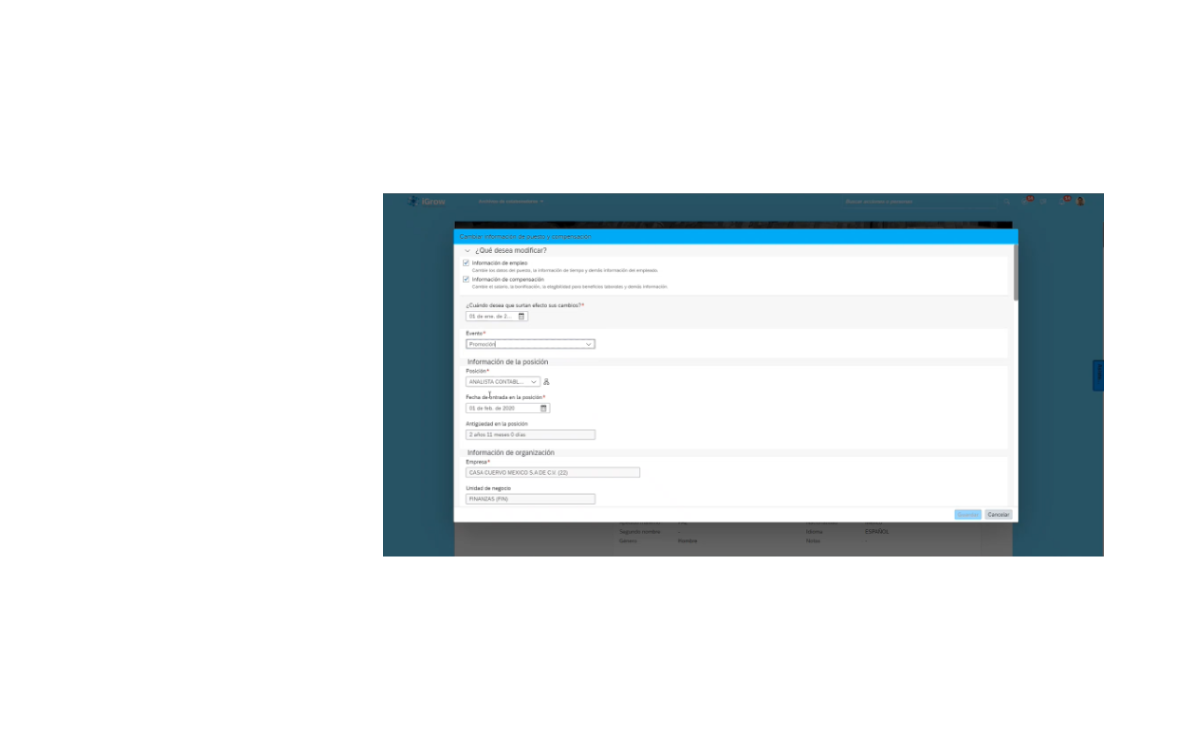 Cambiar información de puesto y compensación
¿Qué desea modificar?
Información de empleo
Cambie los datos del puesto, la información de tiempo y demás información del empleado.
Información de compensación
Cambie el salario, la bonificación, la elegibilidad para beneficios laborales y demás información
¿Cuándo desea que surtan efecto sus cambios?*
01 de ene. de 2...
Evento*
Promoción
Información de la posición
Posición*
ANALISTA CONTABL...
Fecha de entrada en la posición*
01 de feb. de 2020
Antigüedad en la posición
2 años 11 meses 0 días
Información de organización
Empresa*
CASA CUERVO MEXICO S.A DE C.V. (22)
Unidad de negocio
FINANZAS (FIN)
Guardar Cancelar
Segundo nombre - Idioma ESPAÑOL
Género Hombre Notas